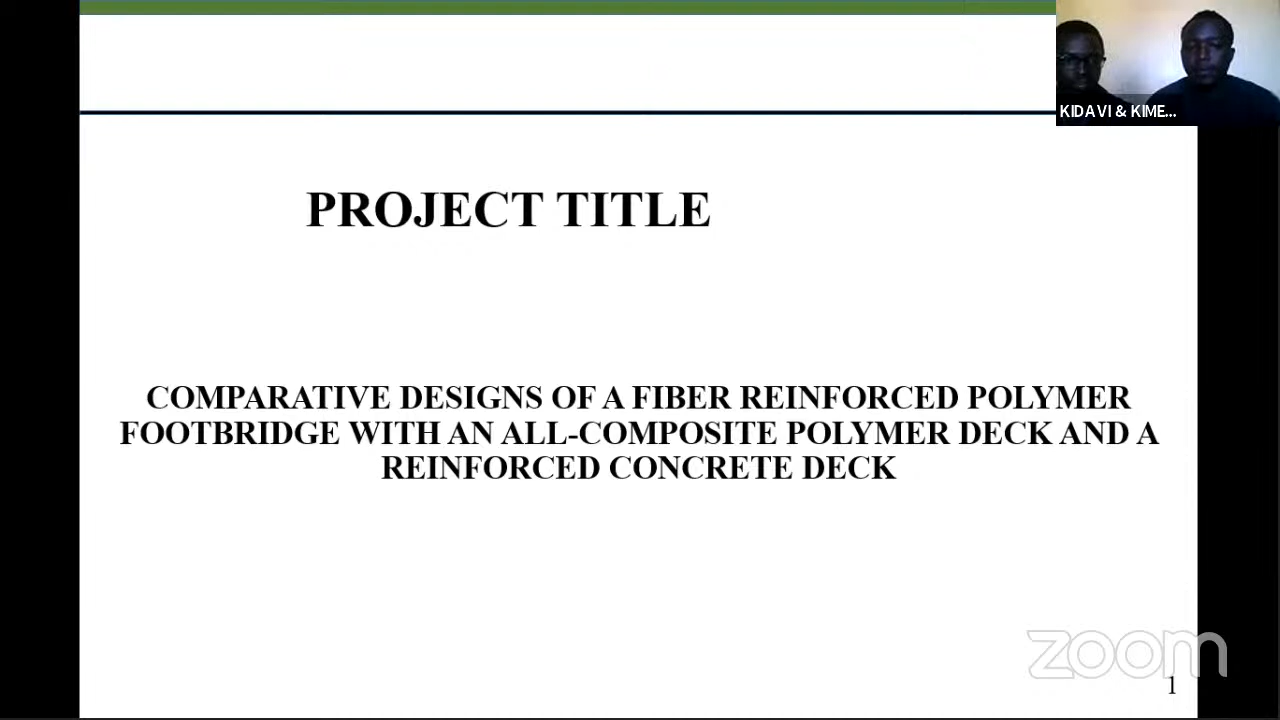 KIDAVI & KIME...
PROJECT TITLE
COMPARATIVE DESIGNS OF A FIBER REINFORCED POLYMER
FOOTBRIDGE WITH AN ALL-COMPOSITE POLYMER DECK AND A
REINFORCED CONCRETE DECK
zoom
1